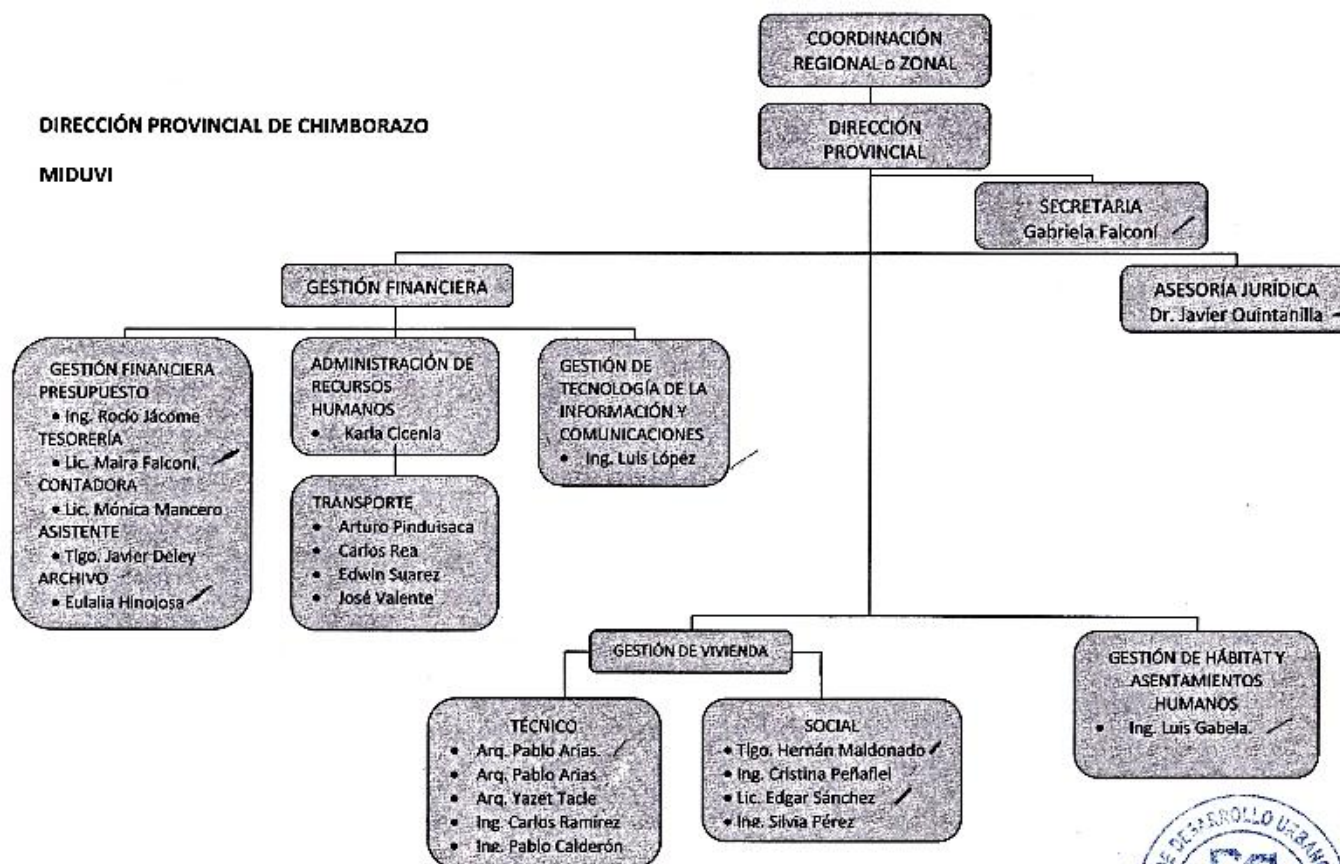 COORDINACIÓN
REGIONAL o ZONAL
DIRECCIÓN PROVINCIAL DE CHIMBORAZO
MIDUVI
DIRECCIÓN
PROVINCIAL
SECRETARIA
Gabriela Falconí
GESTIÓN FINANCIERA
ASESORÍA JURÍDICA
Dr. Javier Quintanilla
GESTIÓN FINANCIERA
PRESUPUESTO
• Ing. Rocío Jácome
TESORERÍA
• Lic. Maira Falconí.
CONTADORA
• Lic. Mónica Mancero
ASISTENTE
• Tlgo. Javier Deley
ARCHIVO
• Eulalia Hinojosa
ADMINISTRACIÓN DE
RECURSOS
HUMANOS
• Karla Cicenia
GESTIÓN DE
TECNOLOGÍA DE LA
INFORMACIÓN Y
COMUNICACIONES
• Ing. Luis López
TRANSPORTE
• Arturo Pinduisaca
• Carlos Rea
• Edwin Suarez
• José Valente
GESTIÓN DE VIVIENDA
TÉCNICO
• Arq. Pablo Arias.
• Arq. Pablo Arias
• Arq. Yazet Tacle
• Ing. Carlos Ramírez
• Ing. Pablo Calderón
SOCIAL
• Tlgo. Hernán Maldonado
• Ing. Cristina Peñafiel
• Lic. Edgar Sánchez
• Ing. Silvia Pérez
GESTIÓN DE HÁBITAT Y
ASENTAMIENTOS
HUMANOS
• Ing. Luis Gabela.
DE DESARROLLO URBANO